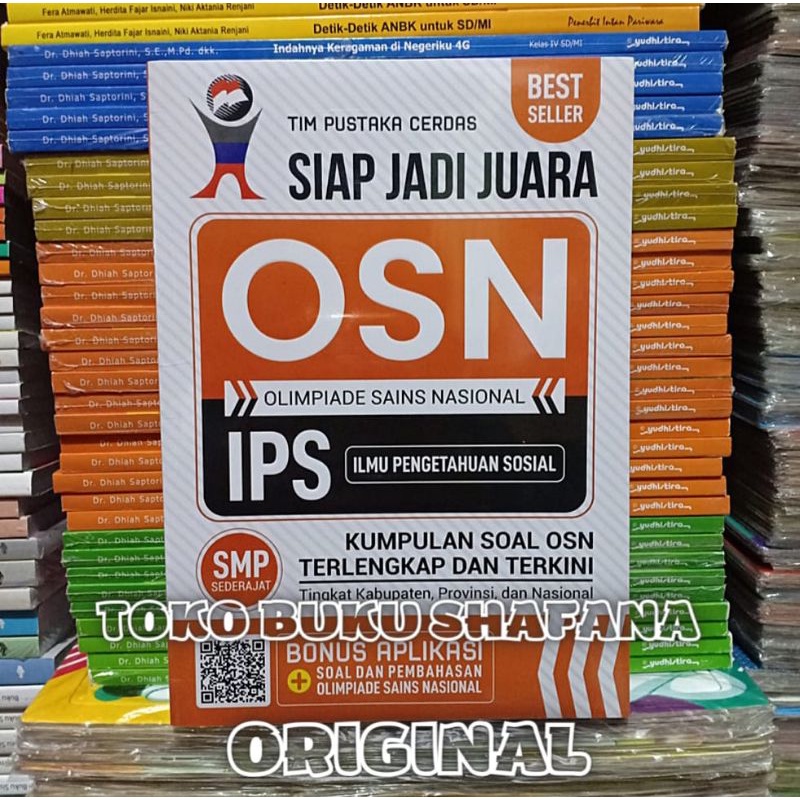 Fera Atmawati, Herdita Fajar Isnaini, Niki Aktania Renjani
Detik-Detik ANBK untuk SD/MI
Penerbit Intan Pariwara
Dr. Dhiah Saptorini, S.E.,M.Pd. dkk.
Indahnya Keragaman di Negeriku 4G
Kelas IV SD/MI
yudhistira
BEST
SELLER
TIM PUSTAKA CERDAS
SIAP JADI JUARA
OSN
OLIMPIADE SAINS NASIONAL
IPS
ILMU PENGETAHUAN SOSIAL
SMP
SEDERAJAT
KUMPULAN SOAL OSN
TERLENGKAP DAN TERKINI
Tingkat Kabupaten, Provinsi, dan Nasional
TOKO BUKU SHAFANA
BONUS APLIKASI
+ SOAL DAN PEMBAHASAN
OLIMPIADE SAINS NASIONAL
ORIGINAL